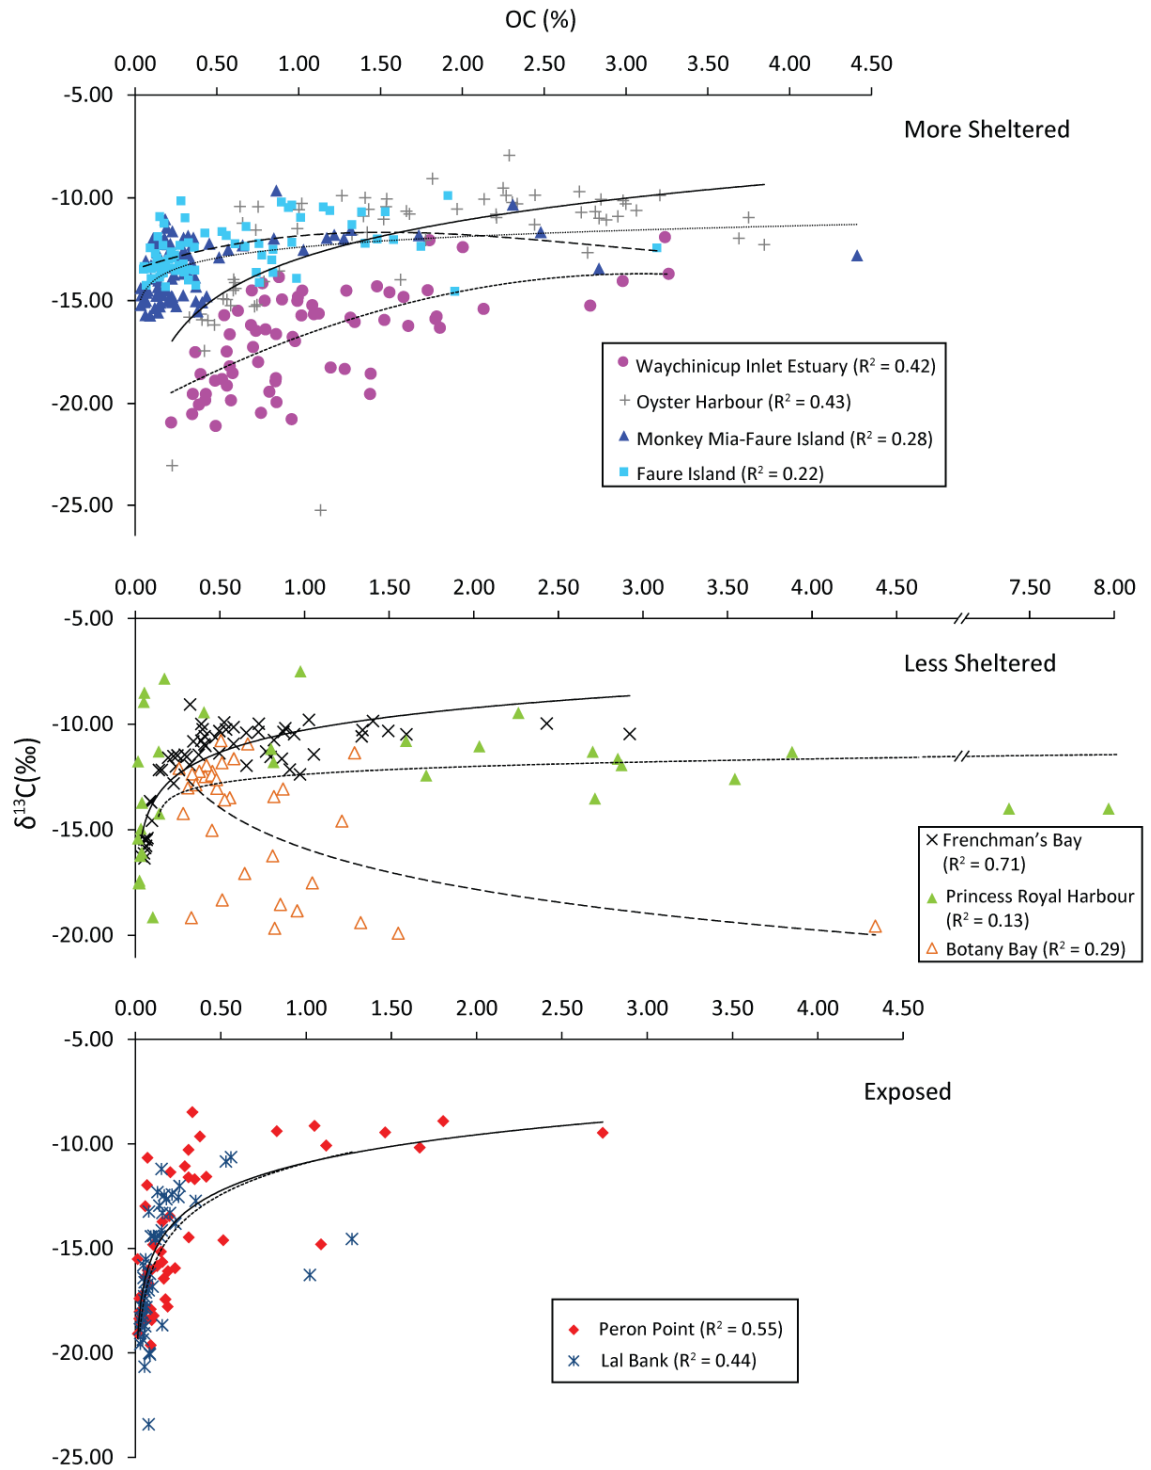 OC (%)
0.00 0.50 1.00 1.50 2.00 2.50 3.00 3.50 4.00 4.50
-5.00
More Sheltered
-10.00
-15.00
-20.00
-25.00
Waychinicup Inlet Estuary (R² = 0.42)
Oyster Harbour (R² = 0.43)
Monkey Mia-Faure Island (R² = 0.28)
Faure Island (R² = 0.22)
0.00 0.50 1.00 1.50 2.00 2.50 3.00 3.50 4.00 4.50 7.50 8.00
-5.00
Less Sheltered
-10.00
-15.00
-20.00
δ¹³C(‰)
Frenchman's Bay
(R² = 0.71)
Princess Royal Harbour
(R² = 0.13)
Botany Bay (R² = 0.29)
0.00 0.50 1.00 1.50 2.00 2.50 3.00 3.50 4.00 4.50
-5.00
Exposed
-10.00
-15.00
-20.00
-25.00
Peron Point (R² = 0.55)
Lal Bank (R² = 0.44)